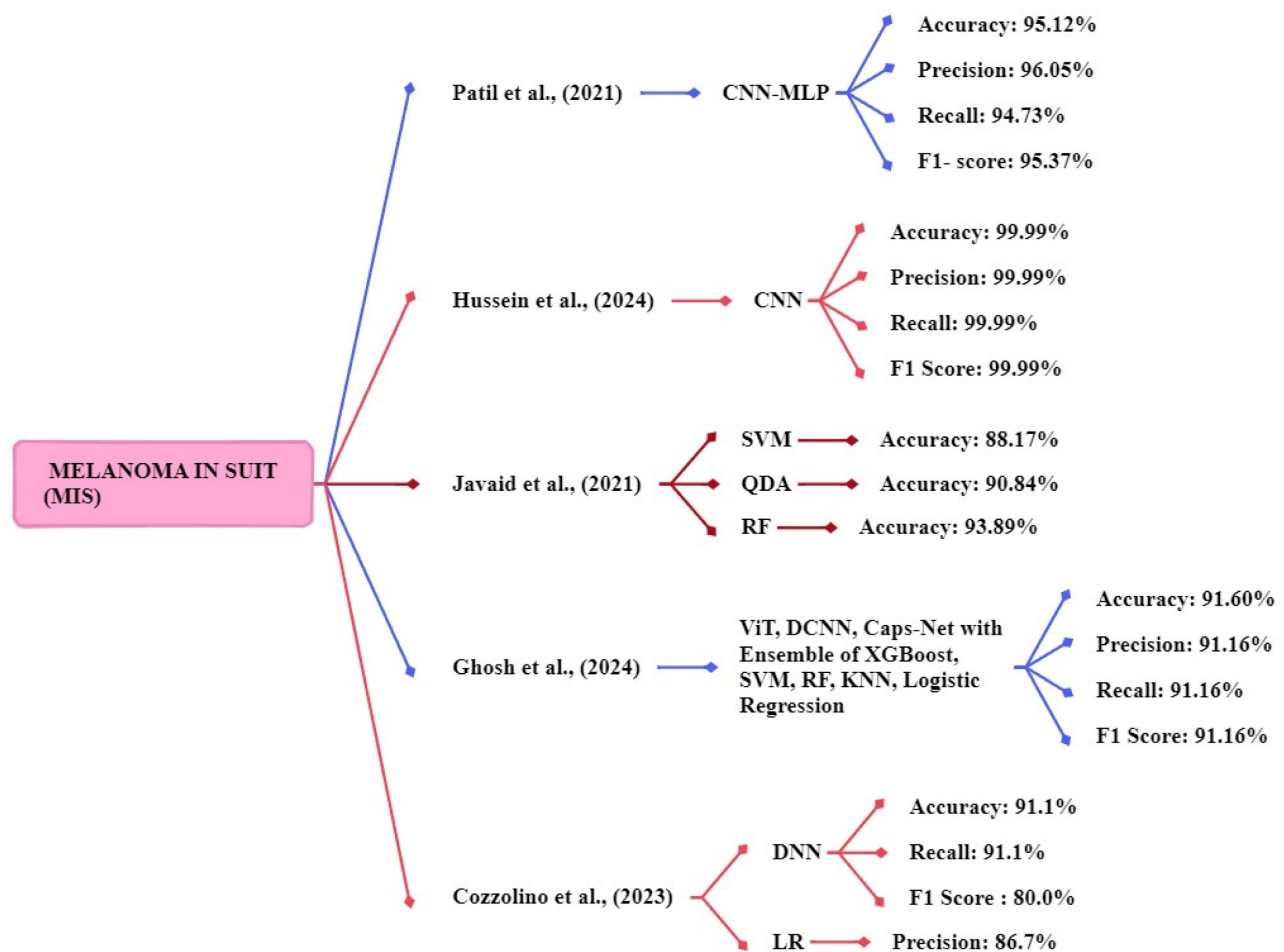 MELANOMA IN SUIT
(MIS)
Patil et al., (2021)
CNN-MLP
Accuracy: 95.12%
Precision: 96.05%
Recall: 94.73%
F1- score: 95.37%
Hussein et al., (2024)
CNN
Accuracy: 99.99%
Precision: 99.99%
Recall: 99.99%
F1 Score: 99.99%
Javaid et al., (2021)
SVM
Accuracy: 88.17%
QDA
Accuracy: 90.84%
RF
Accuracy: 93.89%
Ghosh et al., (2024)
ViT, DCNN, Caps-Net with
Ensemble of XGBoost,
SVM, RF, KNN, Logistic
Regression
Accuracy: 91.60%
Precision: 91.16%
Recall: 91.16%
F1 Score: 91.16%
Cozzolino et al., (2023)
DNN
Accuracy: 91.1%
Recall: 91.1%
F1 Score : 80.0%
LR
Precision: 86.7%